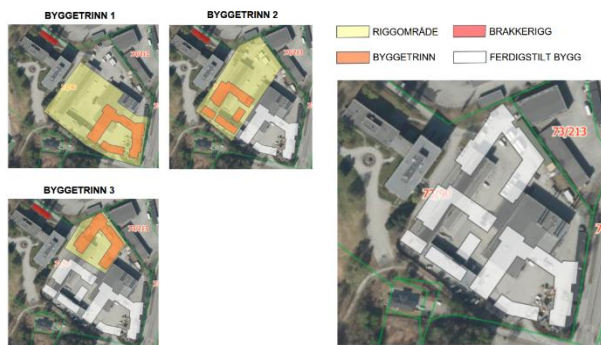 BYGGETRINN 1
BYGGETRINN 2
RIGGOMRÅDE
BRAKKERIGG
BYGGETRINN
FERDIGSTILT BYGG
73/213
BYGGETRINN 3